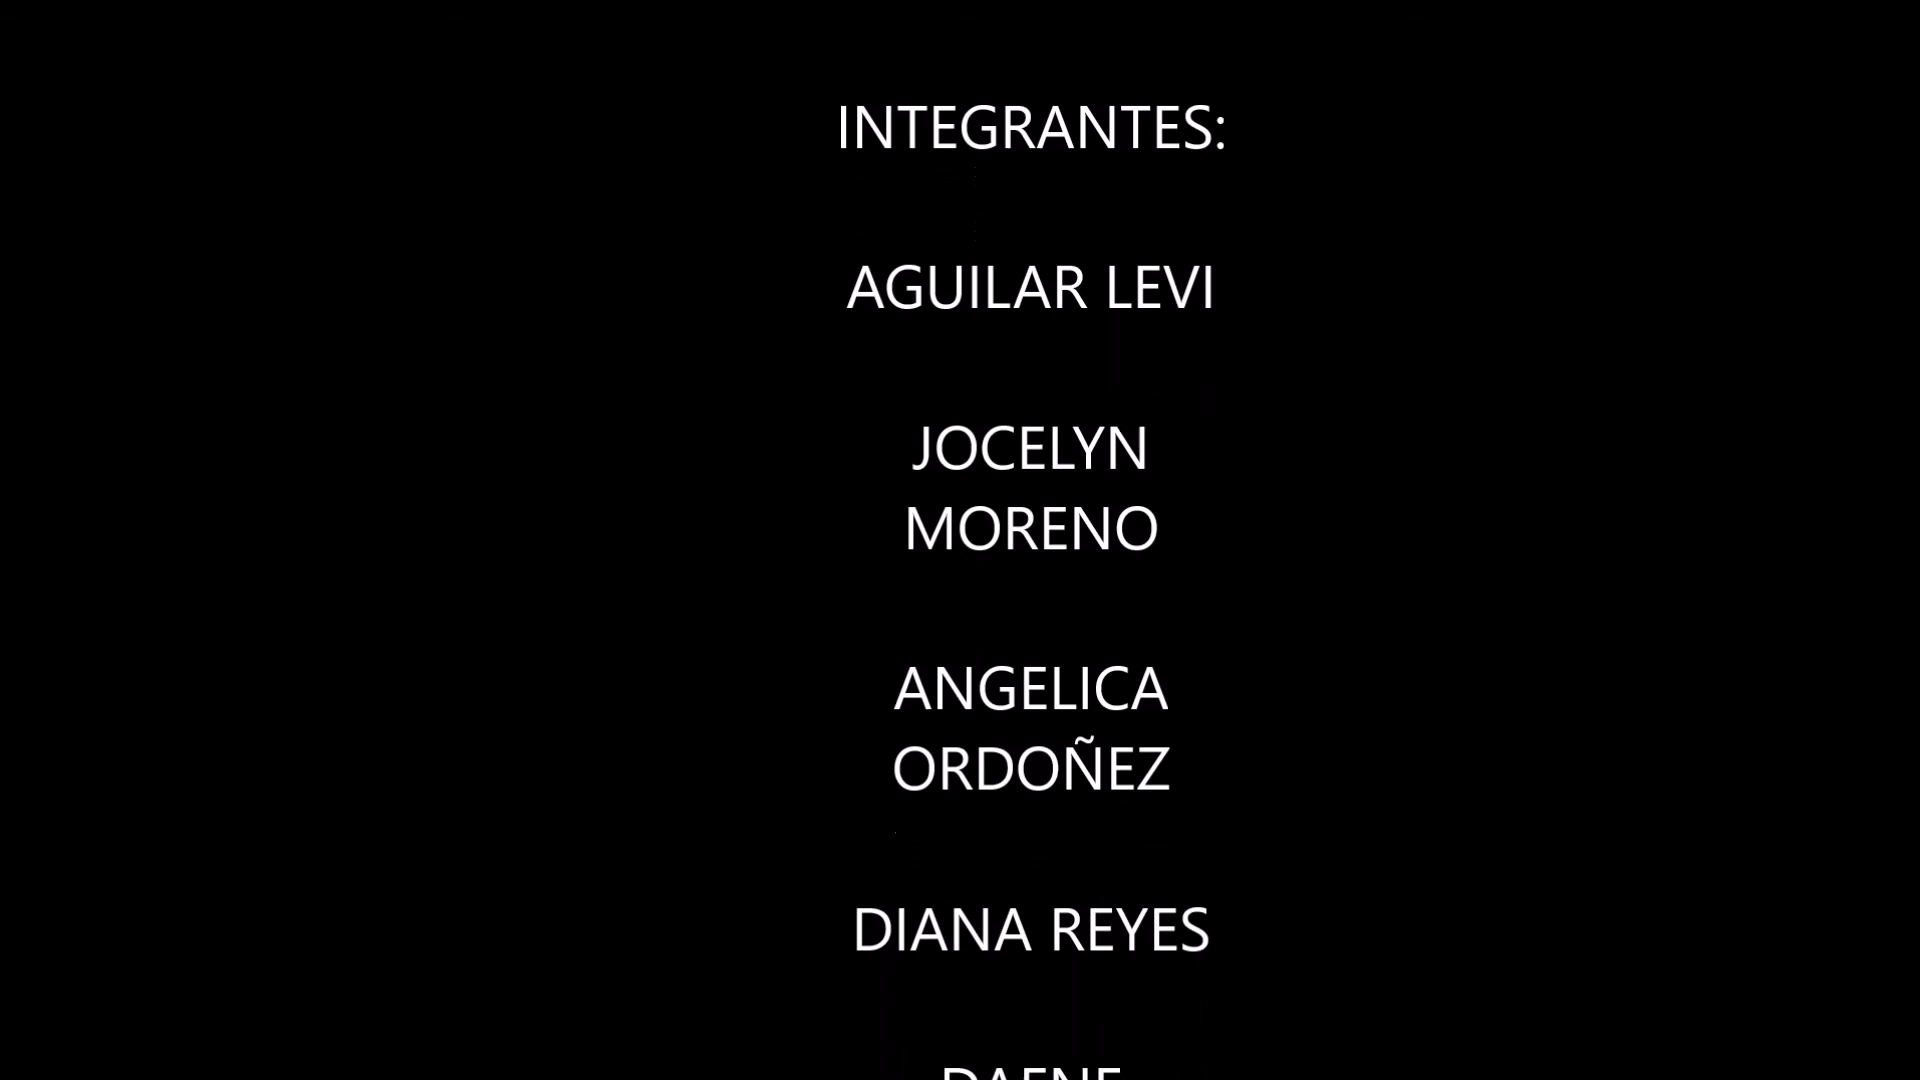 INTEGRANTES:
AGUILAR LEVI
JOCELYN
MORENO
ANGELICA
ORDOÑEZ
DIANA REYES